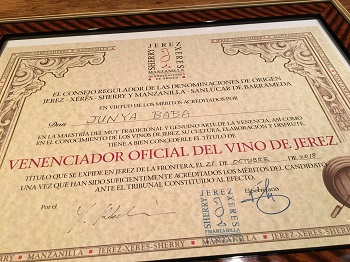 JEREZ
XÉRÈS
SHERRY
MANZANILLA
EL CONSEJO REGULADOR DE LAS DENOMINACIONES DE ORIGEN
JEREZ - XÉRÈS - SHERRY Y MANZANILLA - SANLÚCAR DE BARRAMEDA
EN VIRTUD DE LOS MÉRITOS ACREDITADOS POR
Don JUNYA BABA
EN LA MAESTRÍA DEL MUY TRADICIONAL Y GENUINO ARTE DE LA VENENCIA, ASÍ COMO
EN EL CONOCIMIENTO DE LOS VINOS DE JEREZ, SU CULTURA, ELABORACIÓN Y DISFRUTE,
TIENE A BIEN CONCEDERLE EL TÍTULO DE
VENENCIADOR OFICIAL DEL VINO DE JEREZ
TÍTULO QUE SE EXPIDE EN JEREZ DE LA FRONTERA, EL 21 DE OCTUBRE DE 2018
UNA VEZ QUE HAN SIDO SUFICIENTEMENTE ACREDITADOS LOS MÉRITOS DEL CANDIDATO
ANTE EL TRIBUNAL CONSTITUIDO AL EFECTO.
Por el
JEREZ
XÉRÈS
SHERRY
MANZANILLA
MANZANILLA JEREZ-XÉRÈS-SHERRY MANZANILLA JEREZ-XÉRÈS